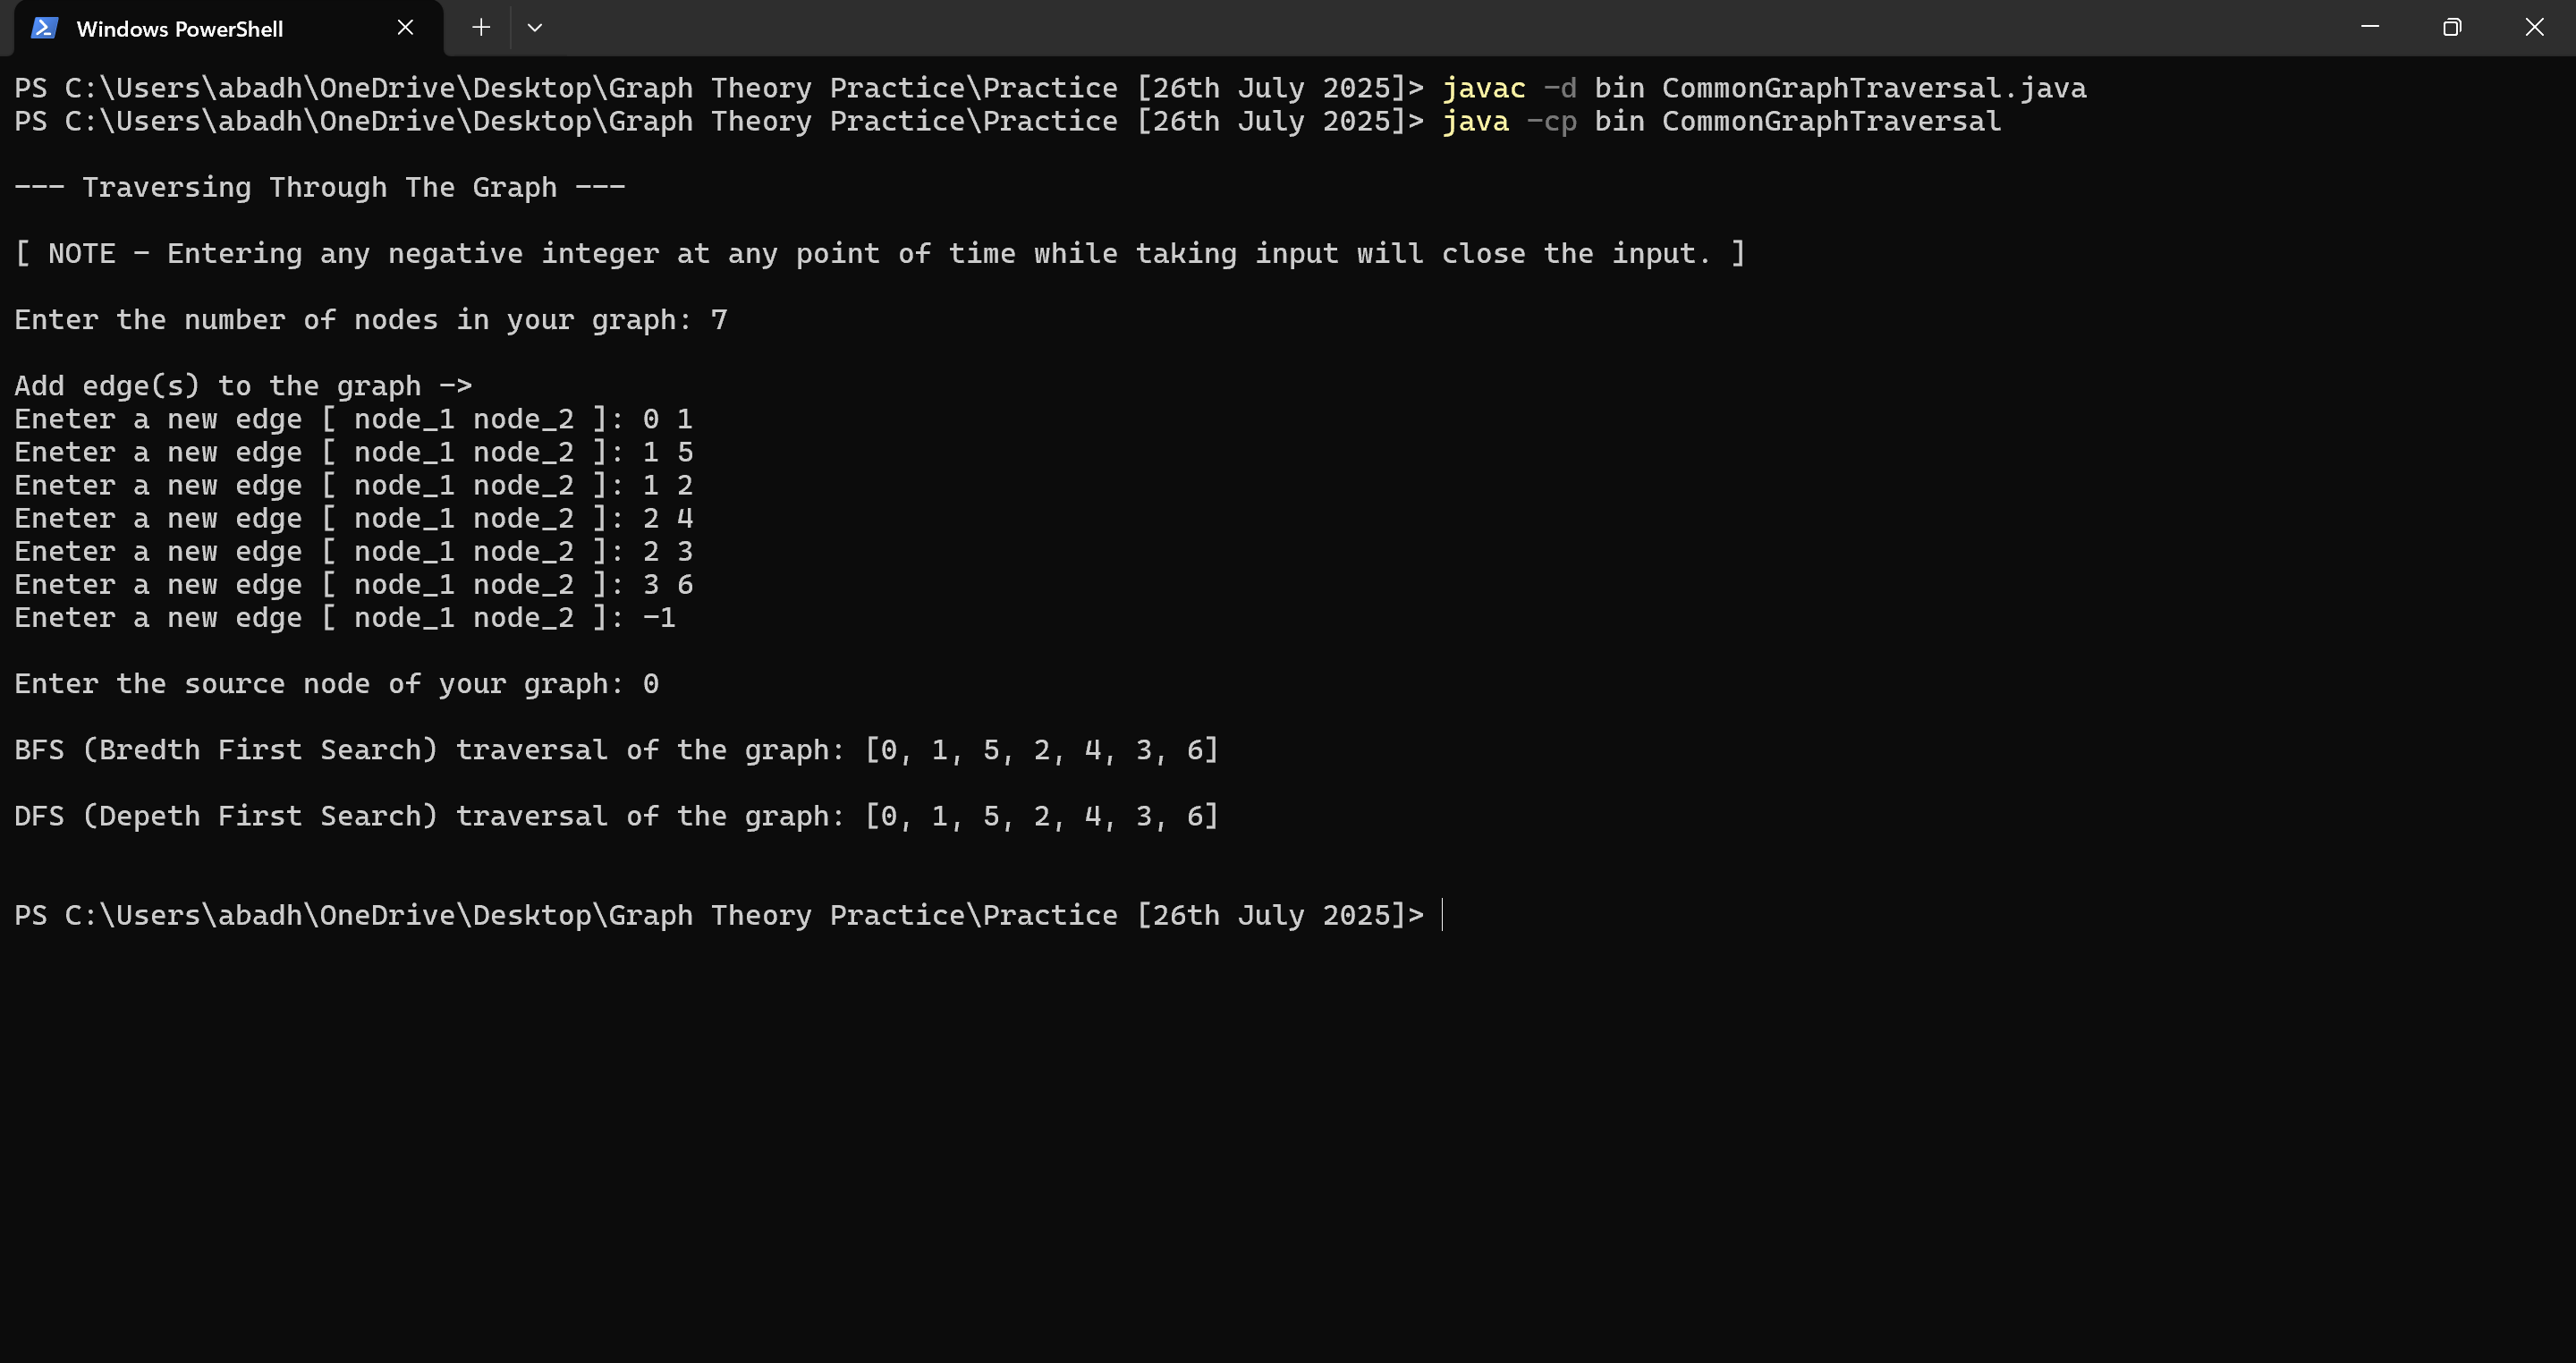 Windows PowerShell
PS C:\Users\abadh\OneDrive\Desktop\Graph Theory Practice\Practice [26th July 2025]> javac -d bin CommonGraphTraversal.java
PS C:\Users\abadh\OneDrive\Desktop\Graph Theory Practice\Practice [26th July 2025]> java -cp bin CommonGraphTraversal
--- Traversing Through The Graph ---
[ NOTE - Entering any negative integer at any point of time while taking input will close the input. ]
Enter the number of nodes in your graph: 7
Add edge(s) to the graph ->
Eneter a new edge [ node_1 node_2 ]: 0 1
Eneter a new edge [ node_1 node_2 ]: 1 5
Eneter a new edge [ node_1 node_2 ]: 1 2
Eneter a new edge [ node_1 node_2 ]: 2 4
Eneter a new edge [ node_1 node_2 ]: 2 3
Eneter a new edge [ node_1 node_2 ]: 3 6
Eneter a new edge [ node_1 node_2 ]: -1
Enter the source node of your graph: 0
BFS (Bredth First Search) traversal of the graph: [0, 1, 5, 2, 4, 3, 6]
DFS (Depeth First Search) traversal of the graph: [0, 1, 5, 2, 4, 3, 6]
PS C:\Users\abadh\OneDrive\Desktop\Graph Theory Practice\Practice [26th July 2025]>